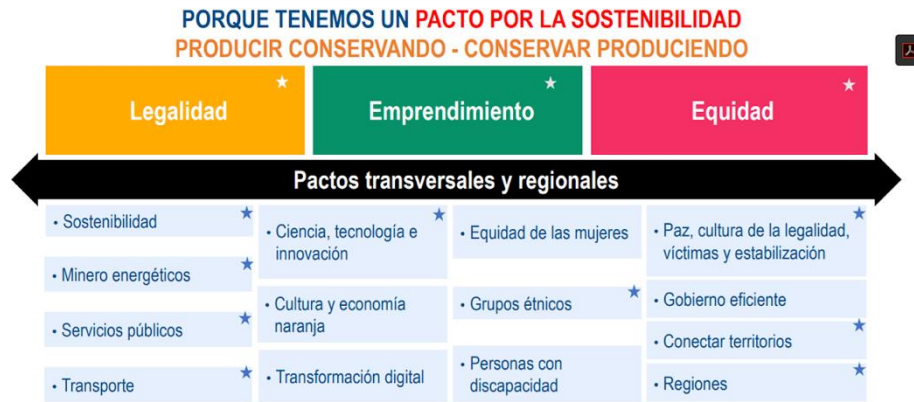 PORQUE TENEMOS UN PACTO POR LA SOSTENIBILIDAD
PRODUCIR CONSERVANDO - CONSERVAR PRODUCIENDO
Legalidad
Emprendimiento
Equidad
Pactos transversales y regionales
• Sostenibilidad
• Minero energéticos
• Servicios públicos
• Transporte
• Ciencia, tecnología e
innovación
• Cultura y economía
naranja
• Transformación digital
• Equidad de las mujeres
• Grupos étnicos
• Personas con
discapacidad
• Paz, cultura de la legalidad,
víctimas y estabilización
• Gobierno eficiente
• Conectar territorios
• Regiones